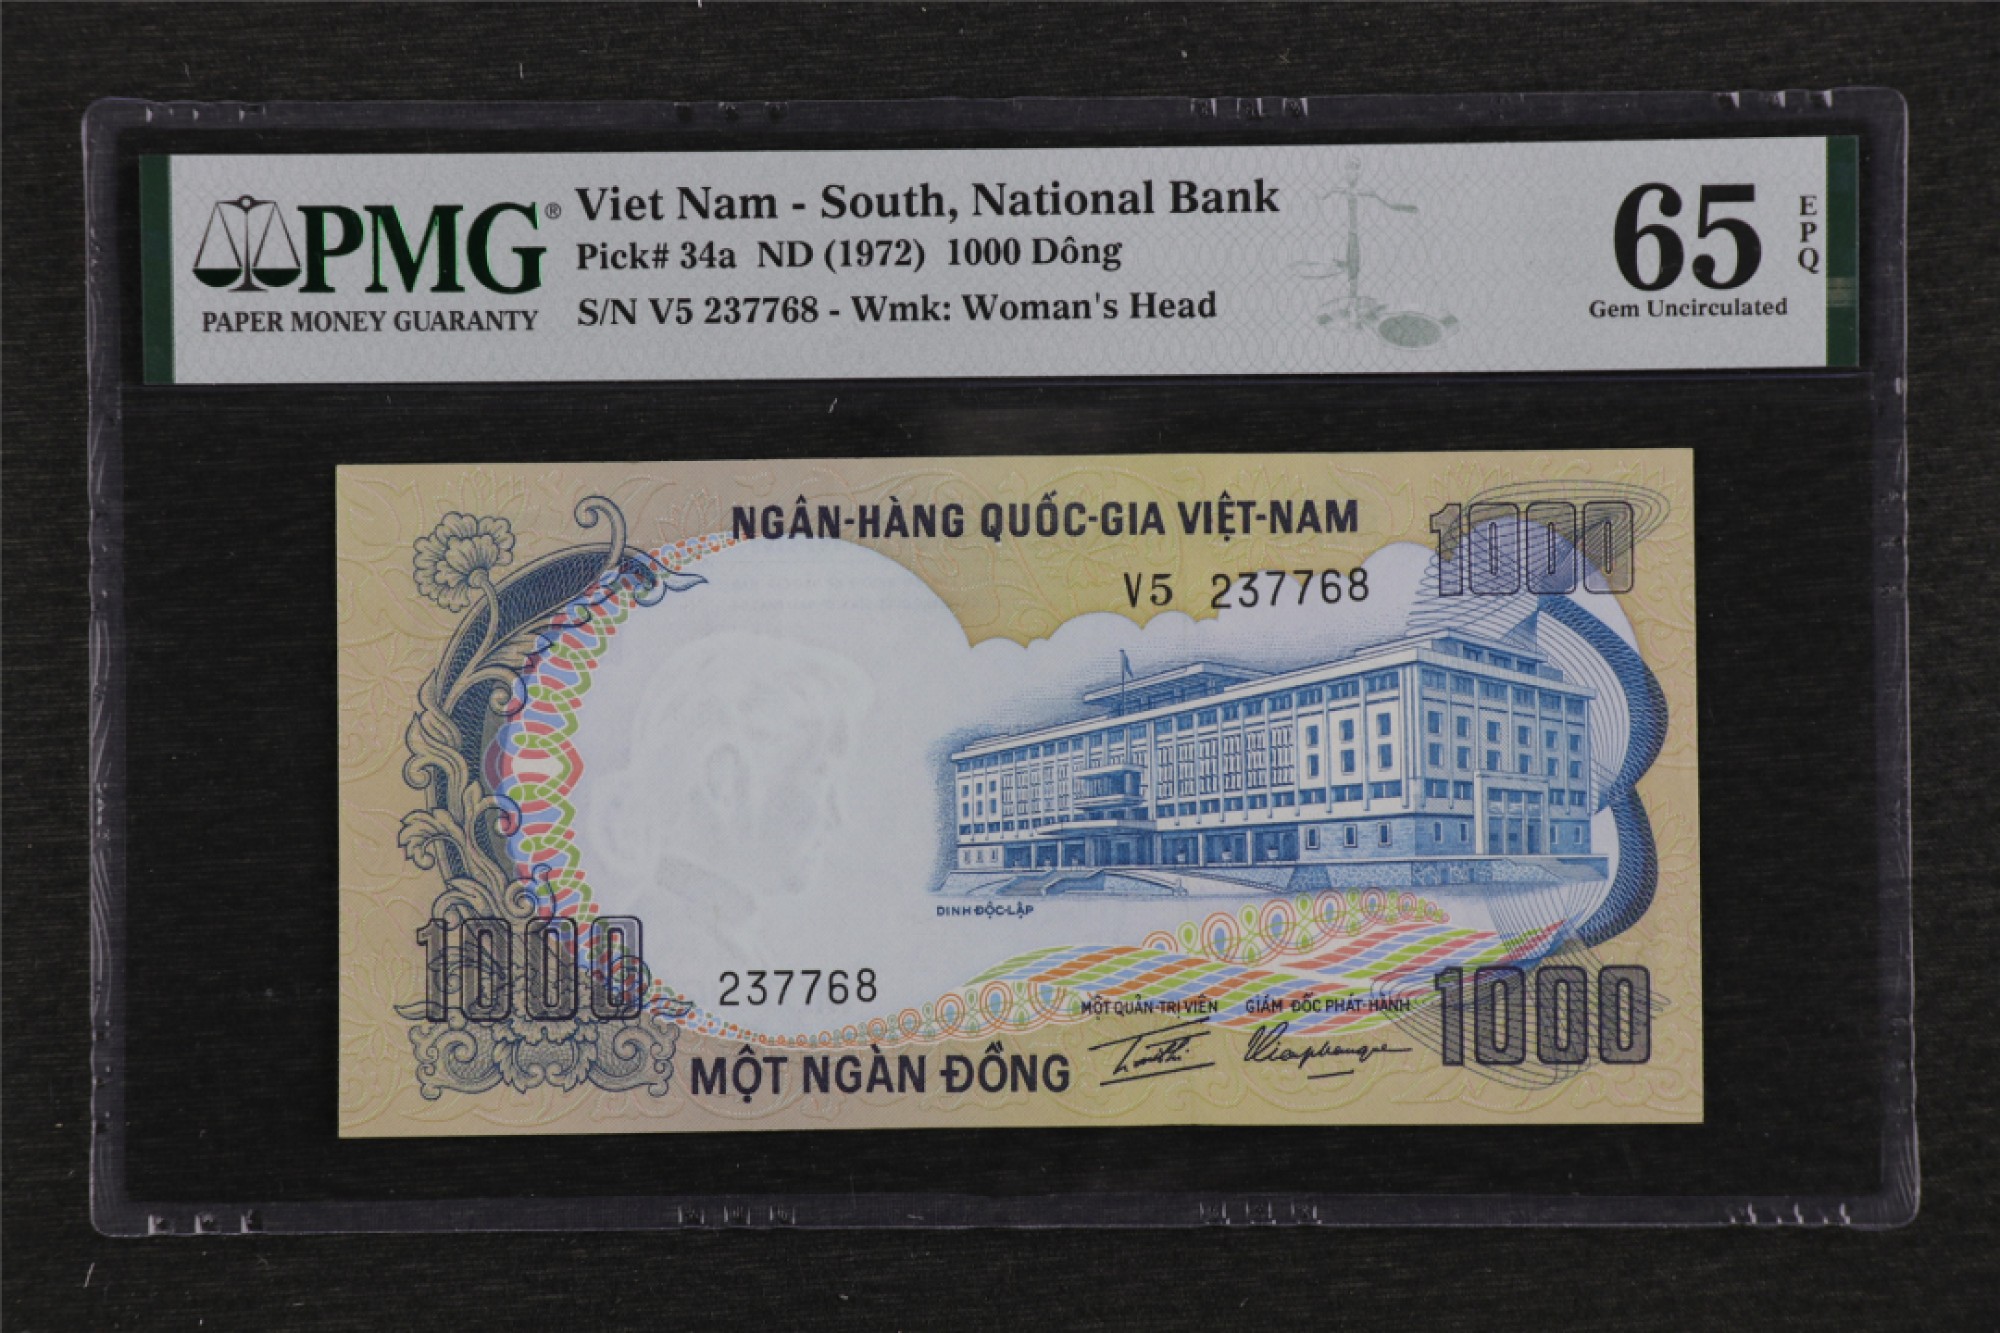 PMG®
PAPER MONEY GUARANTY
Viet Nam - South, National Bank
Pick# 34a ND (1972) 1000 Dông
S/N V5 237768 - Wmk: Woman's Head
65
EPQ
Gem Uncirculated
NGÂN-HÀNG QUỐC-GIA VIỆT-NAM
1000
V5 237768
DINH ĐỘC-LẬP
1000
237768
MỘT QUẢN-TRỊ VIÊN GIÁM ĐỐC PHÁT-HÀNH
1000
MỘT NGÀN ĐỒNG